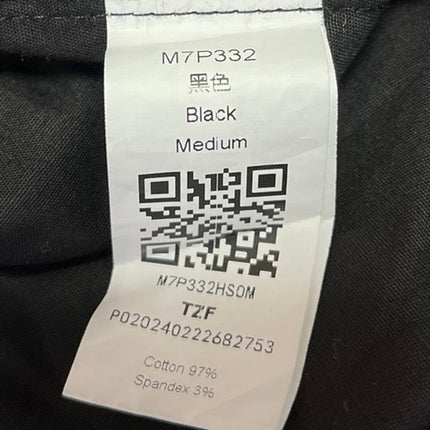 M7P332
黑色
Black
Medium
M7P332HS0M
TZF
P020240222682753
Cotton 97%
Spandex 3%